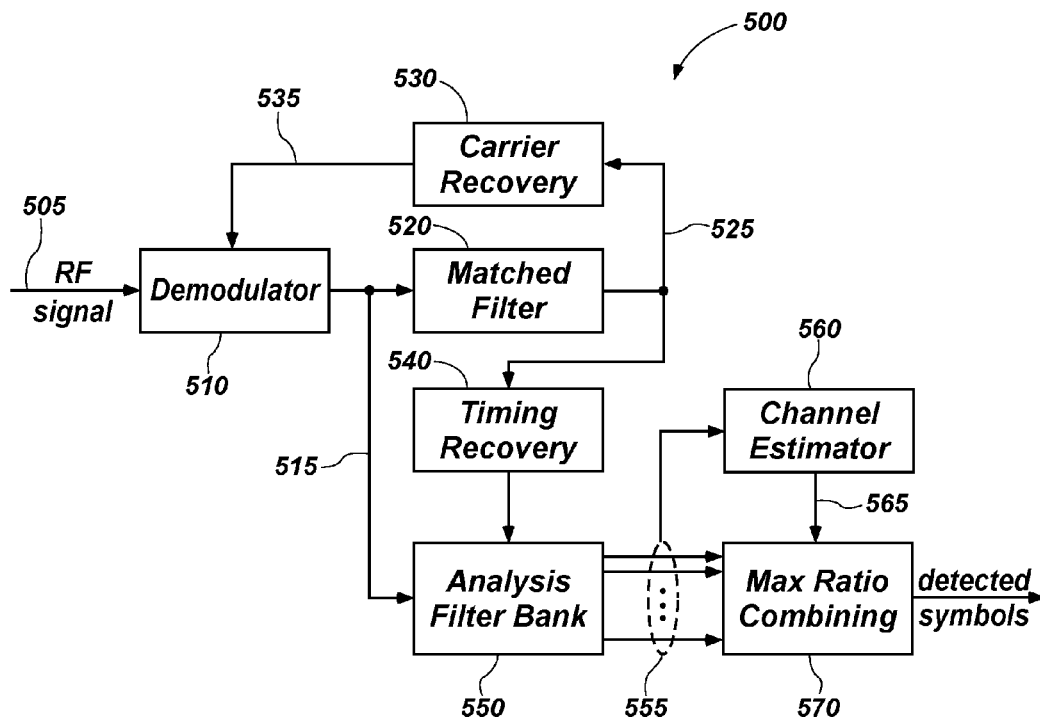 500
530
535
Carrier
Recovery
505
520
525
RF
signal
Demodulator
Matched
Filter
510
540
560
Timing
Recovery
Channel
Estimator
515
565
Analysis
Filter Bank
Max Ratio
Combining
detected
symbols
550
555
570